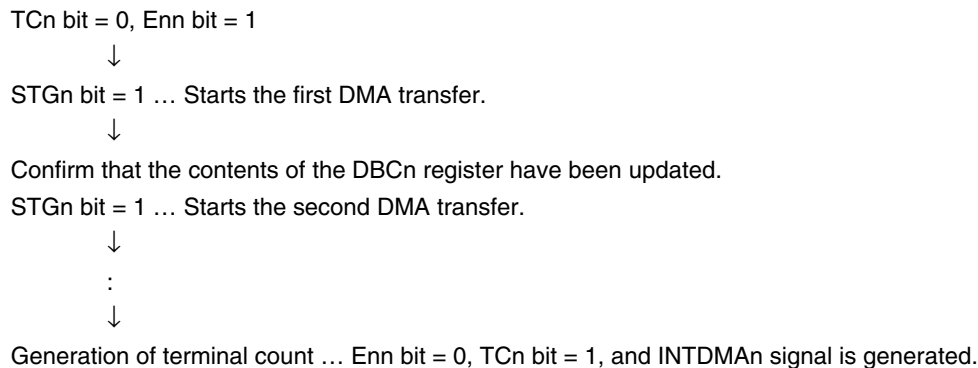 TCn bit = 0, Enn bit = 1
↓
STGn bit = 1 … Starts the first DMA transfer.
↓
Confirm that the contents of the DBCn register have been updated.
STGn bit = 1 … Starts the second DMA transfer.
↓
:
↓
Generation of terminal count … Enn bit = 0, TCn bit = 1, and INTDMAn signal is generated.